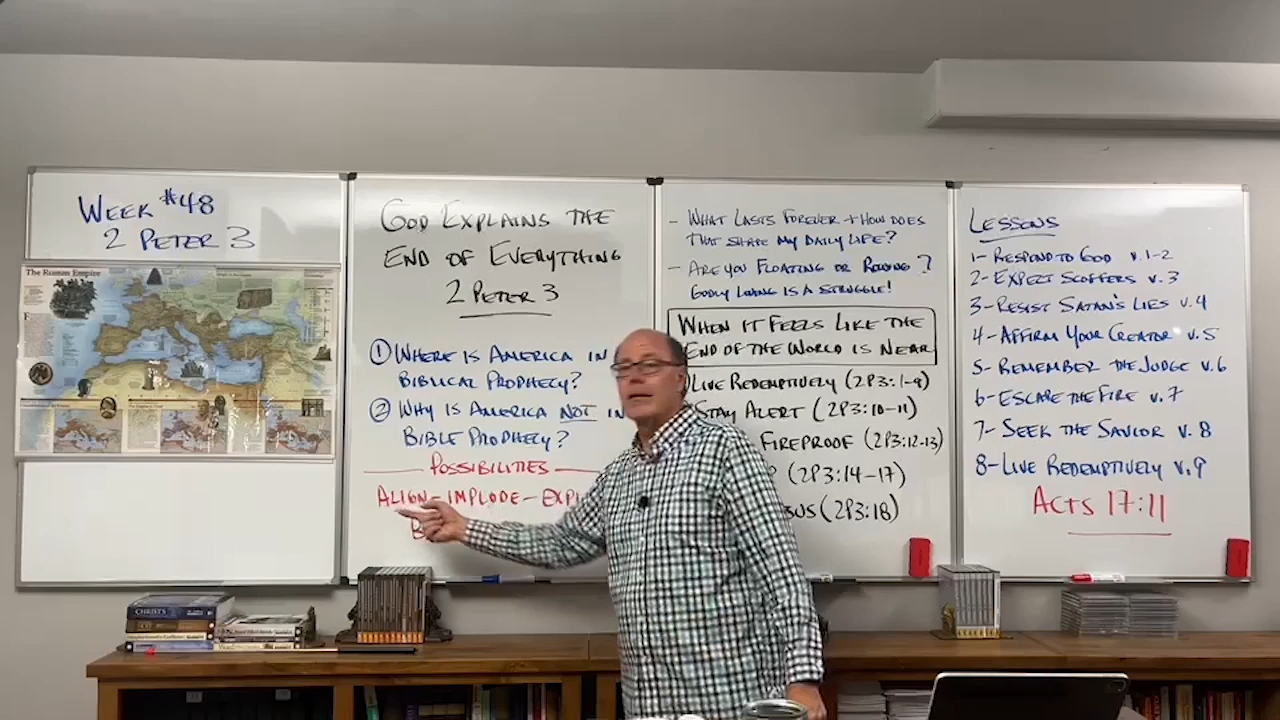 WEEK #48
2 PETER 3
The Roman Empire
GOD EXPLAINS THE
END OF EVERYTHING
2 PETER 3
① WHERE IS AMERICA IN
BIBLICAL PROPHECY?
② WHY IS AMERICA NOT IN
BIBLE PROPHECY?
POSSIBILITIES
ALIGN - IMPLODE -
- WHAT LASTS FOREVER + HOW DOES
THAT SHAPE MY DAILY LIFE?
- ARE YOU FLOATING OR ROWING?
GODLY LIVING IS A STRUGGLE!
WHEN IT FEELS LIKE THE
END OF THE WORLD IS NEAR
LIVE REDEMPTIVELY (2P3:1-9)
STAY ALERT (2P3:10-11)
FIREPROOF (2P3:12-13)
(2P3:14-17)
(2P3:18)
LESSONS
1- RESPOND TO GOD v.1-2
2- EXPECT SCOFFERS v.3
3- RESIST SATAN'S LIES v.4
4- AFFIRM YOUR CREATOR v.5
5- REMEMBER THE JUDGE v.6
6- ESCAPE THE FIRE v.7
7- SEEK THE SAVIOR v.8
8- LIVE REDEMPTIVELY v.9
ACTS 17:11
CHRIST'S